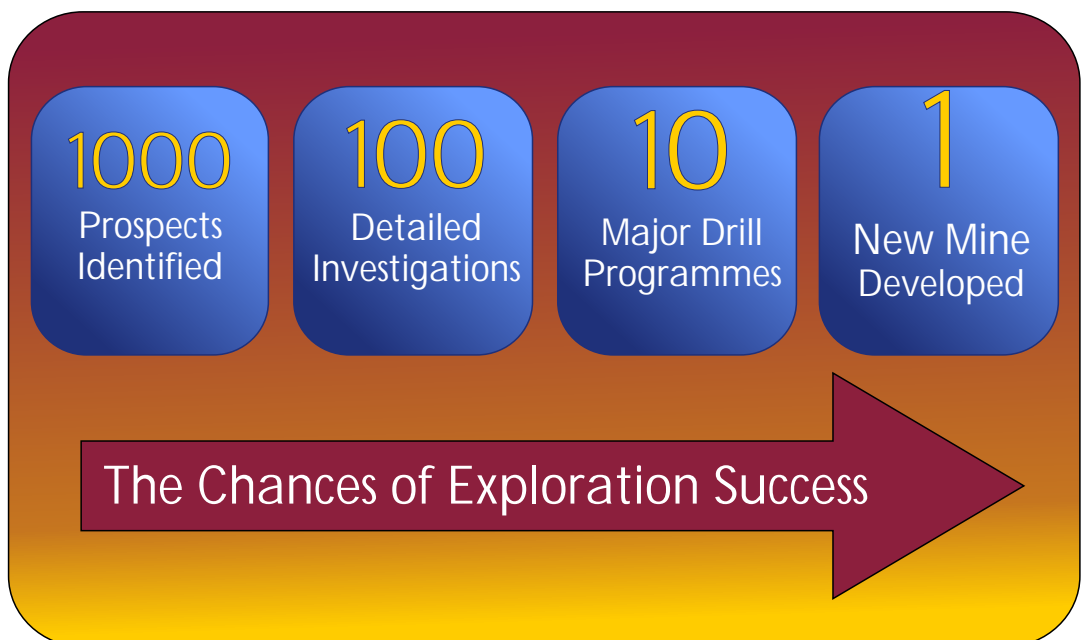 1000
Prospects
Identified
100
Detailed
Investigations
10
Major Drill
Programmes
1
New Mine
Developed
The Chances of Exploration Success